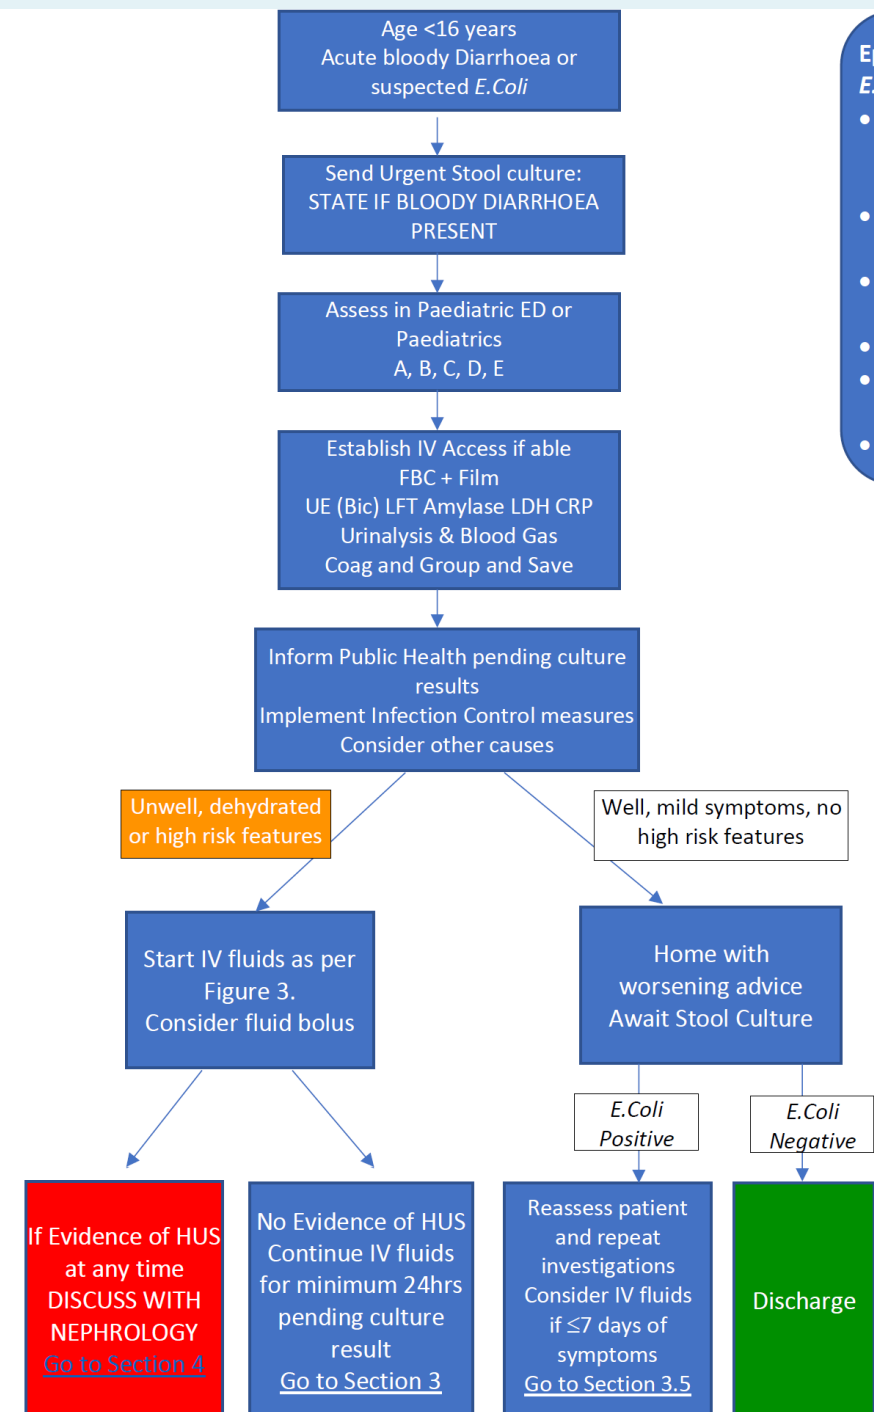 Age <16 years
Acute bloody Diarrhoea or
suspected E.Coli
Send Urgent Stool culture:
STATE IF BLOODY DIARRHOEA
PRESENT
Assess in Paediatric ED or
Paediatrics
A, B, C, D, E
Establish IV Access if able
FBC + Film
UE (Bic) LFT Amylase LDH CRP
Urinalysis & Blood Gas
Coag and Group and Save
Inform Public Health pending culture
results
Implement Infection Control measures
Consider other causes
Unwell, dehydrated
or high risk features
Well, mild symptoms, no
high risk features
Start IV fluids as per
Figure 3.
Consider fluid bolus
Home with
worsening advice
Await Stool Culture
E.Coli
Positive
E.Coli
Negative
If Evidence of HUS
at any time
DISCUSS WITH
NEPHROLOGY
Go to Section 4
No Evidence of HUS
Continue IV fluids
for minimum 24hrs
pending culture
result
Go to Section 3
Reassess patient
and repeat
investigations
Consider IV fluids
if ≤7 days of
symptoms
Go to Section 3.5
Discharge